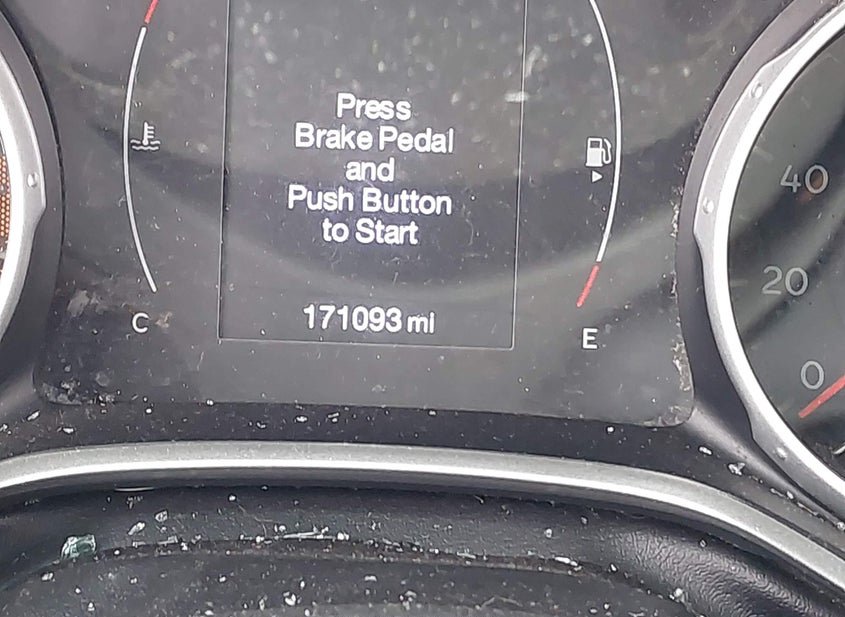 Press
Brake Pedal
and
Push Button
to Start
171093 mi
C
E
40
20
0